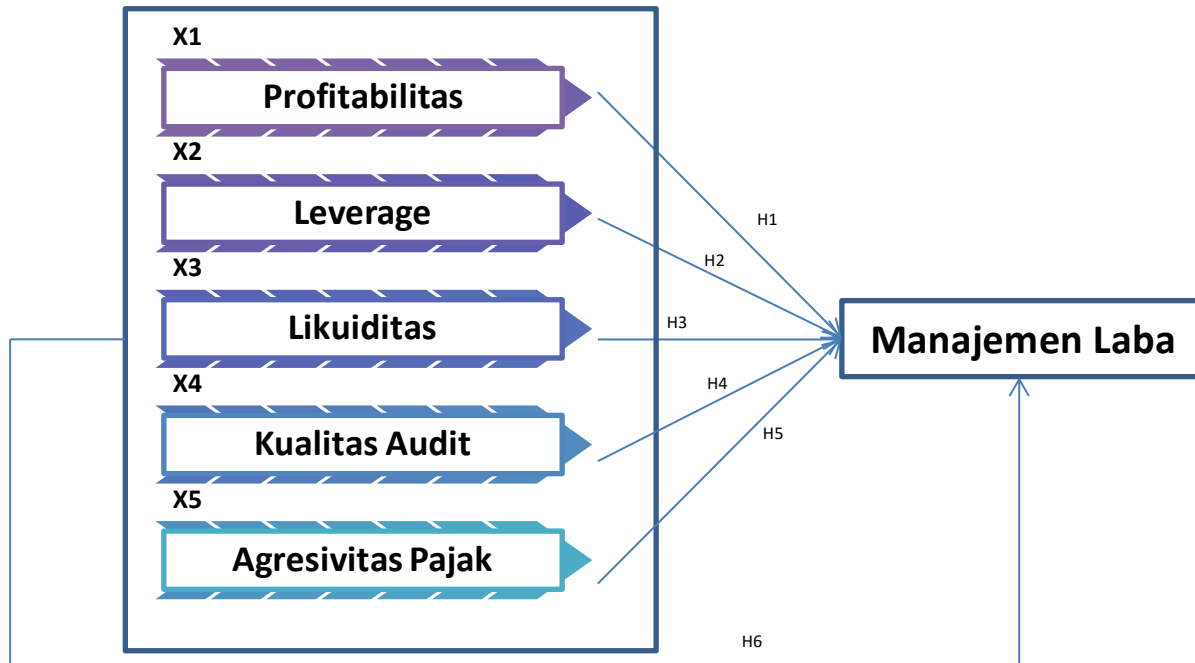 X1
Profitabilitas
X2
Leverage
X3
Likuiditas
X4
Kualitas Audit
X5
Agresivitas Pajak
H1
H2
H3
H4
H5
Manajemen Laba
H6